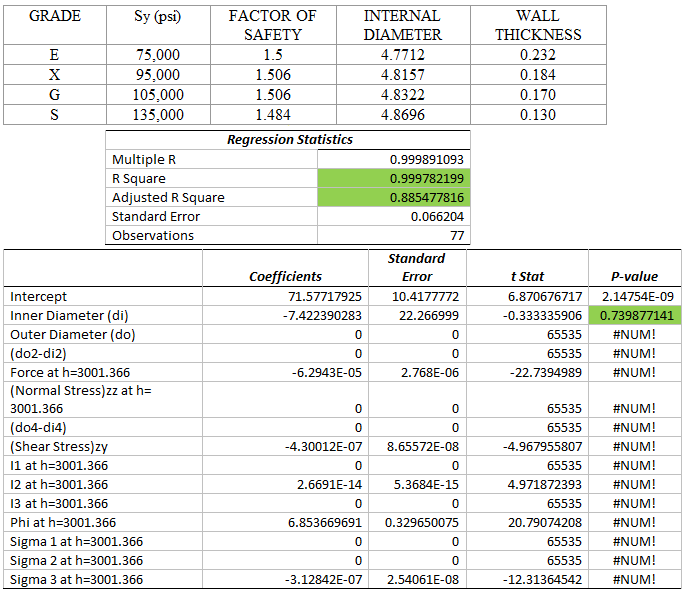 GRADE Sy (psi) FACTOR OF SAFETY INTERNAL DIAMETER WALL THICKNESS
E 75,000 1.5 4.7712 0.232
X 95,000 1.506 4.8157 0.184
G 105,000 1.506 4.8322 0.170
S 135,000 1.484 4.8696 0.130
Regression Statistics
Multiple R 0.999891093
R Square 0.999782199
Adjusted R Square 0.885477816
Standard Error 0.066204
Observations 77
Coefficients Standard Error t Stat P-value
Intercept 71.57717925 10.4177772 6.870676717 2.14754E-09
Inner Diameter (di) -7.422390283 22.266999 -0.333335906 0.739877141
Outer Diameter (do) 0 0 65535 #NUM!
(do2-di2) 0 0 65535 #NUM!
Force at h=3001.366 -6.2943E-05 2.768E-06 -22.7394989 #NUM!
(Normal Stress)zz at h=
3001.366 0 0 65535 #NUM!
(do4-di4) 0 0 65535 #NUM!
(Shear Stress)zy -4.30012E-07 8.65572E-08 -4.967955807 #NUM!
I1 at h=3001.366 0 0 65535 #NUM!
I2 at h=3001.366 2.6691E-14 5.3684E-15 4.971872393 #NUM!
I3 at h=3001.366 0 0 65535 #NUM!
Phi at h=3001.366 6.853669691 0.329650075 20.79074208 #NUM!
Sigma 1 at h=3001.366 0 0 65535 #NUM!
Sigma 2 at h=3001.366 0 0 65535 #NUM!
Sigma 3 at h=3001.366 -3.12842E-07 2.54061E-08 -12.31364542 #NUM!